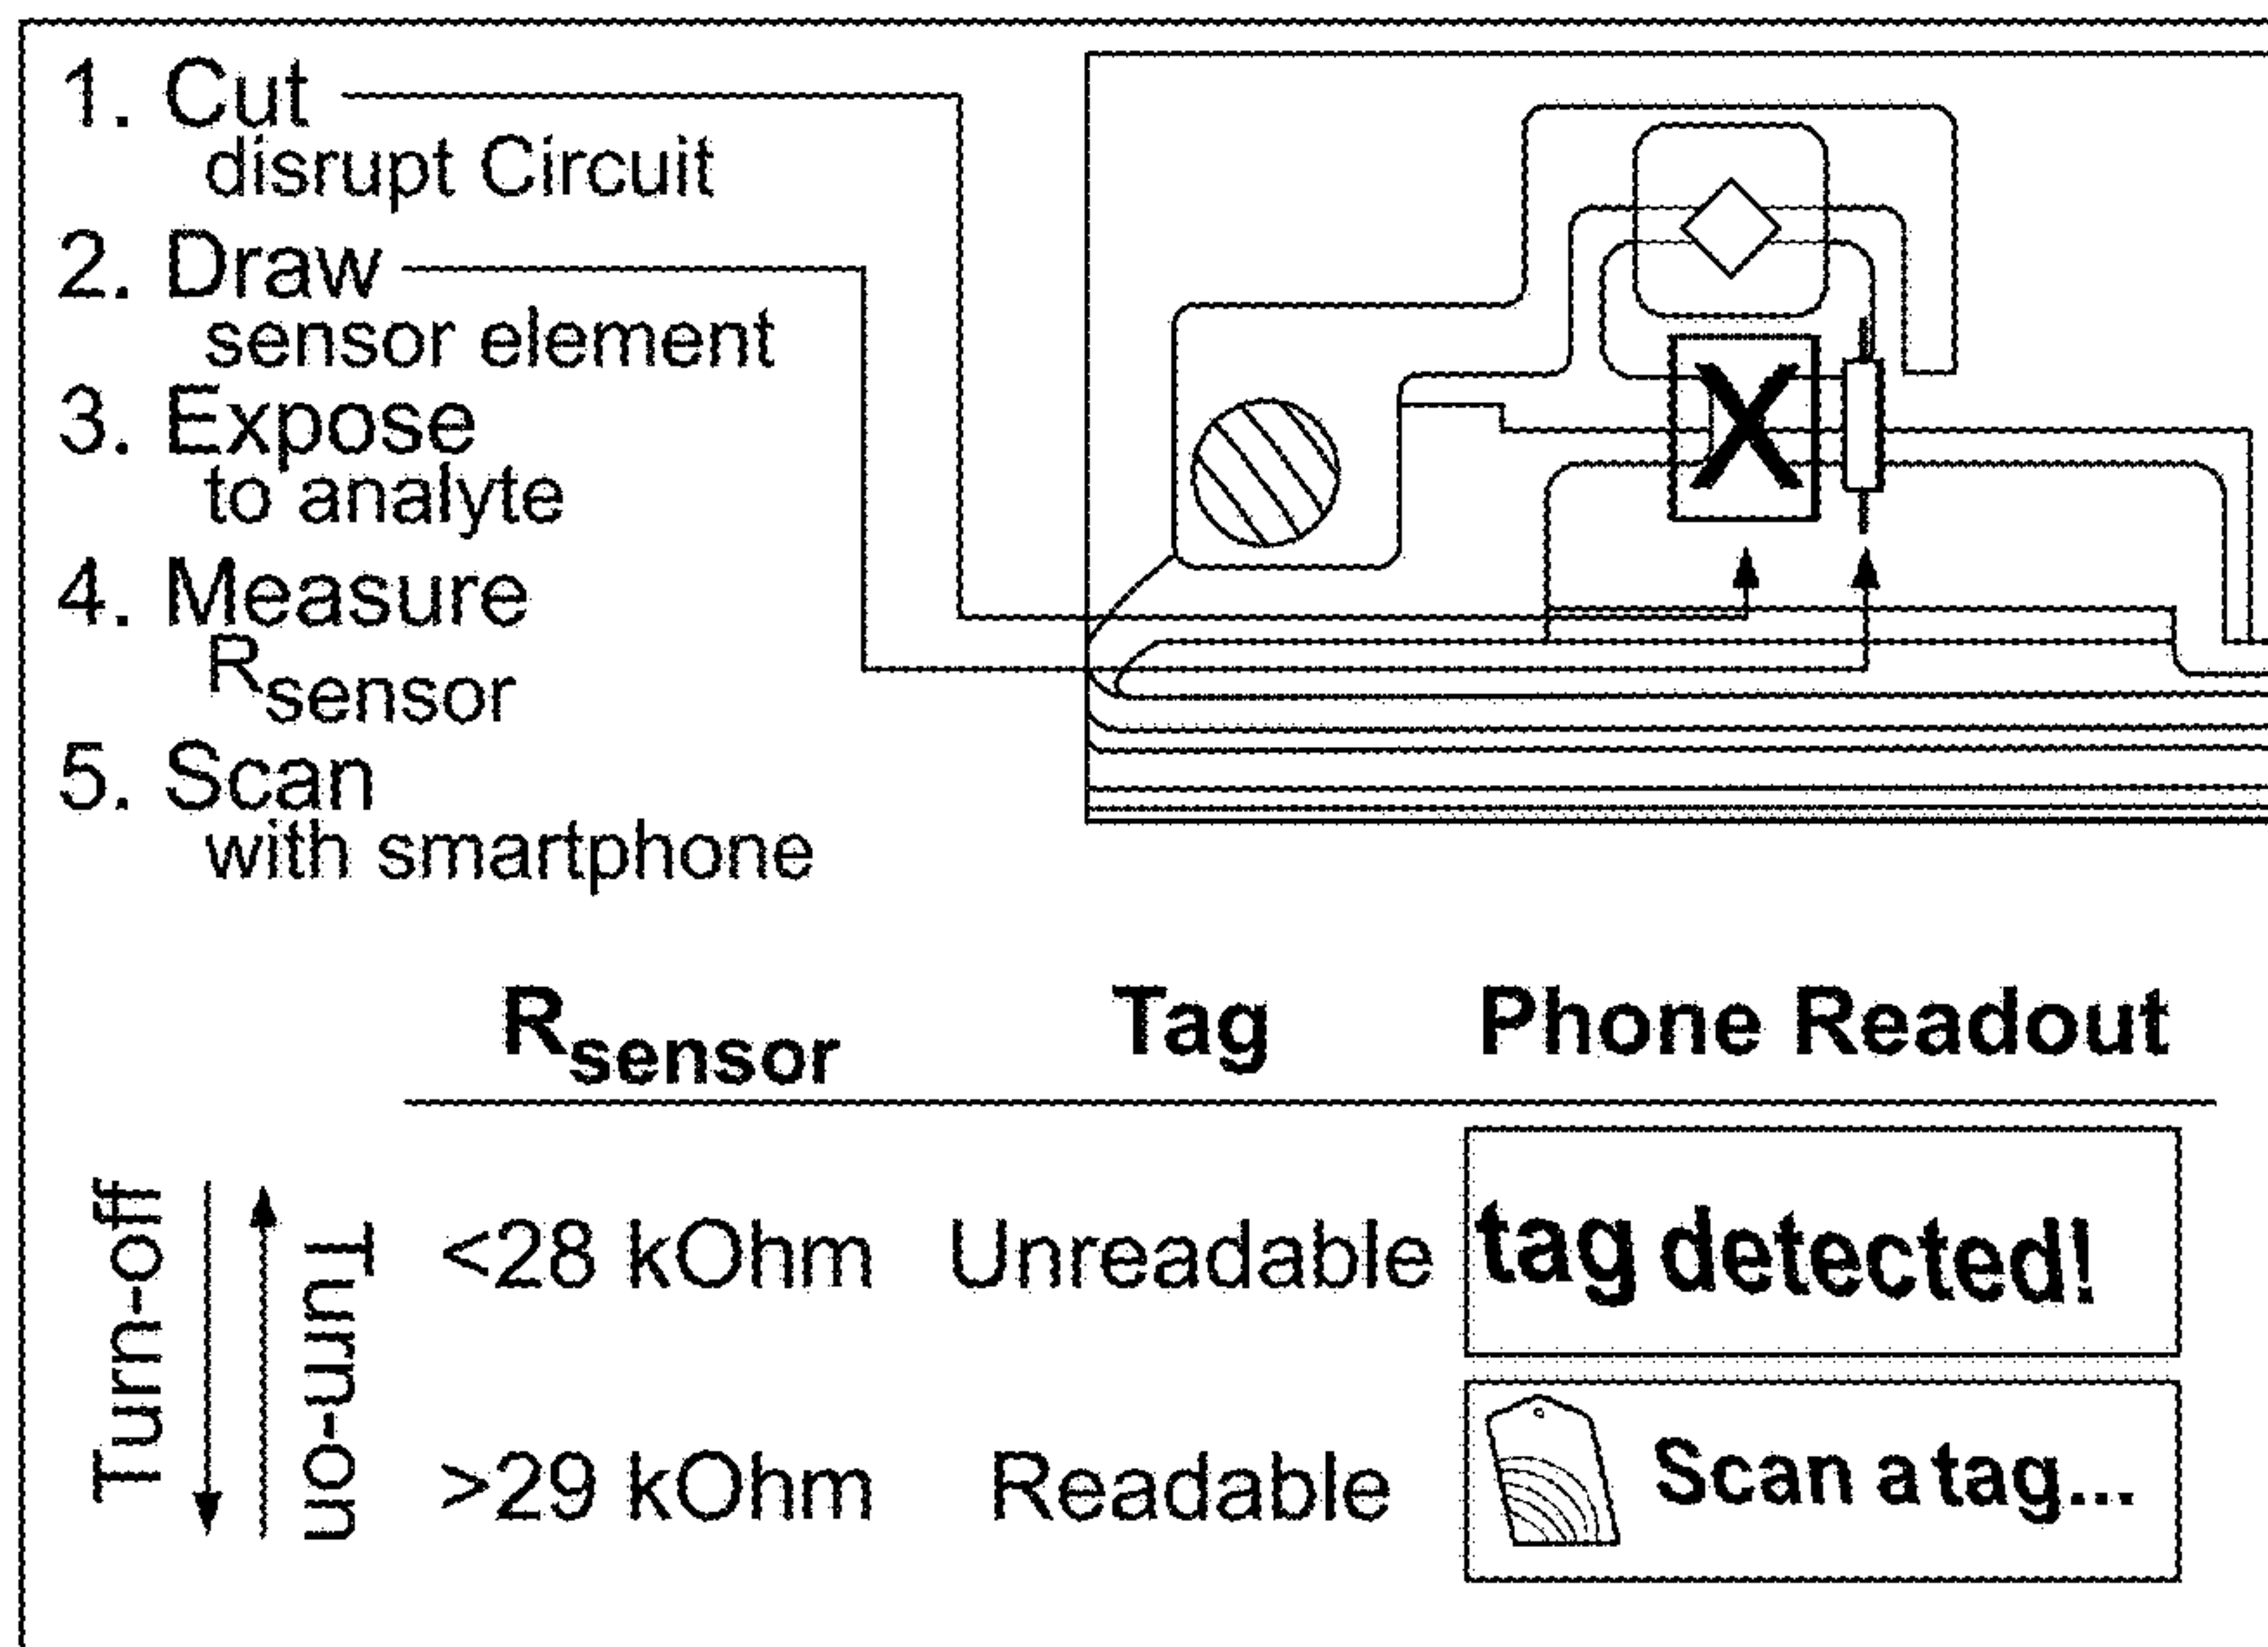 1. Cut
disrupt Circuit
2. Draw
sensor element
3. Expose
to analyte
4. Measure
Rsensor
5. Scan
with smartphone
X
Rsensor Tag Phone Readout
Turn-off
Turn-on
<28 kOhm Unreadable tag detected!
>29 kOhm Readable Scan a tag...